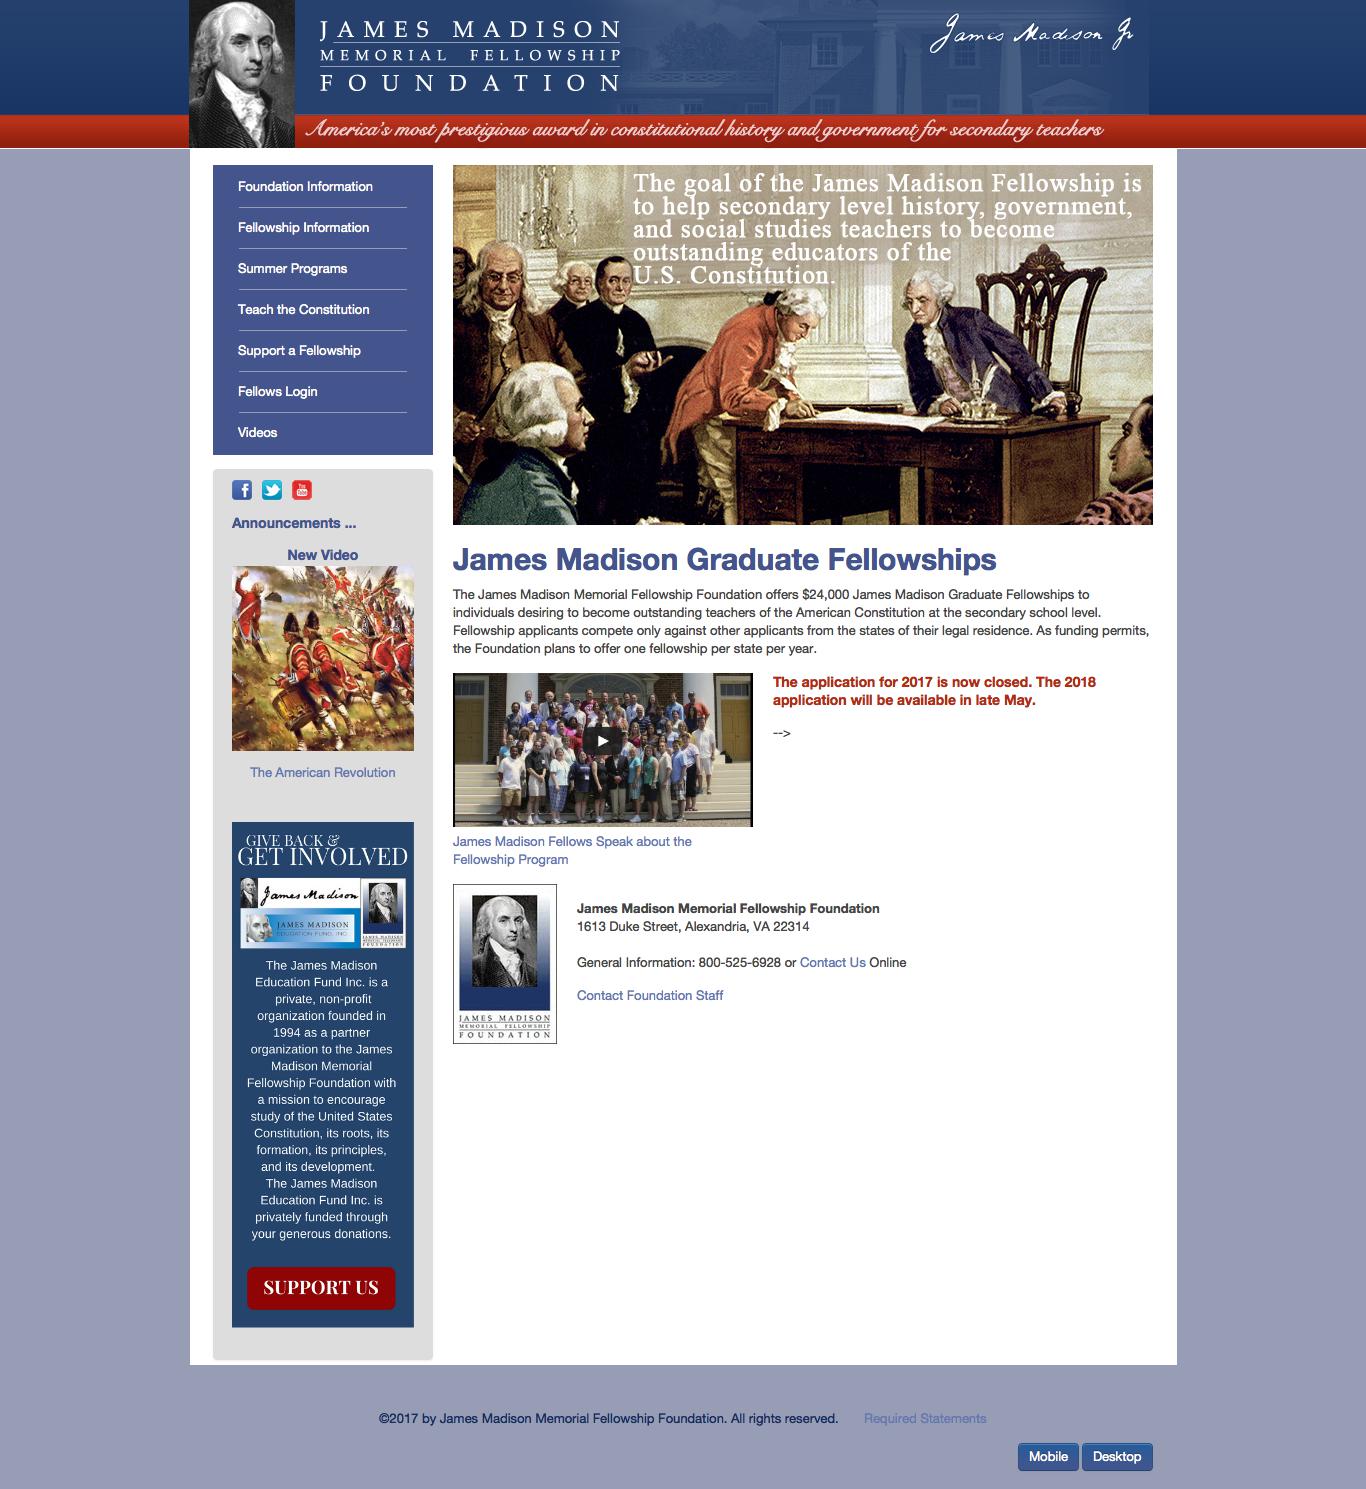 JAMES MADISON
MEMORIAL FELLOWSHIP
FOUNDATION
James Madison Jr
America's most prestigious award in constitutional history and government for secondary teachers
Foundation Information
Fellowship Information
Summer Programs
Teach the Constitution
Support a Fellowship
Fellows Login
Videos
The goal of the James Madison Fellowship is
to help secondary level history, government,
and social studies teachers to become
outstanding educators of the
U.S. Constitution.
Announcements ...
New Video
The American Revolution
GIVE BACK &
GET INVOLVED
James Madison
JAMES MADISON
EDUCATION FUND, INC.
The James Madison
Education Fund Inc. is a
private, non-profit
organization founded in
1994 as a partner
organization to the James
Madison Memorial
Fellowship Foundation with
a mission to encourage
study of the United States
Constitution, its roots, its
formation, its principles,
and its development.
The James Madison
Education Fund Inc. is
privately funded through
your generous donations.
SUPPORT US
James Madison Graduate Fellowships
The James Madison Memorial Fellowship Foundation offers $24,000 James Madison Graduate Fellowships to
individuals desiring to become outstanding teachers of the American Constitution at the secondary school level.
Fellowship applicants compete only against other applicants from the states of their legal residence. As funding permits,
the Foundation plans to offer one fellowship per state per year.
The application for 2017 is now closed. The 2018
application will be available in late May.
-->
James Madison Fellows Speak about the
Fellowship Program
JAMES MADISON
MEMORIAL FELLOWSHIP
FOUNDATION
James Madison Memorial Fellowship Foundation
1613 Duke Street, Alexandria, VA 22314
General Information: 800-525-6928 or Contact Us Online
Contact Foundation Staff
©2017 by James Madison Memorial Fellowship Foundation. All rights reserved. Required Statements
Mobile Desktop